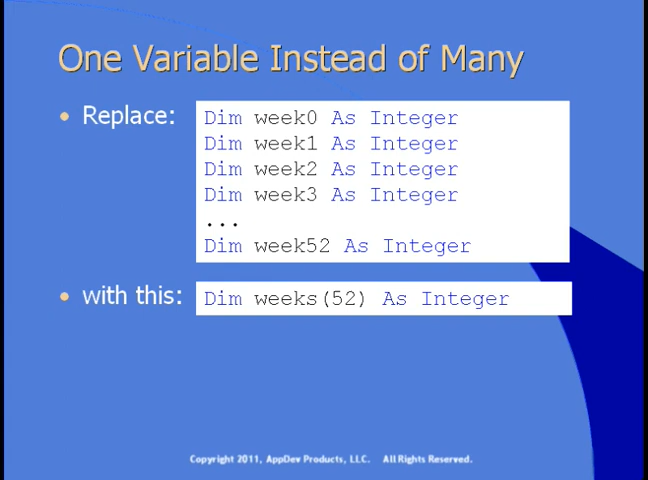 One Variable Instead of Many
• Replace:
Dim week0 As Integer
Dim week1 As Integer
Dim week2 As Integer
Dim week3 As Integer
...
Dim week52 As Integer
• with this:
Dim weeks(52) As Integer
Copyright 2011, AppDev Products, LLC. All Rights Reserved.